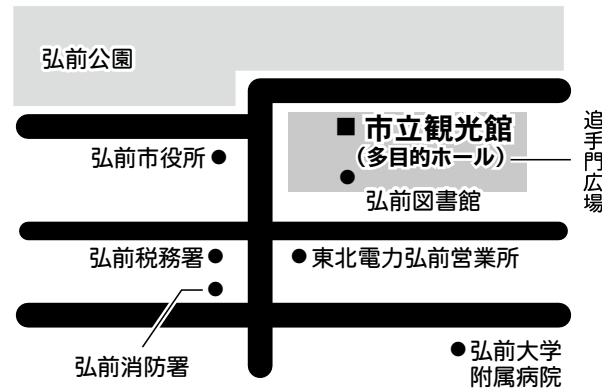 弘前公園
■ 市立観光館
（多目的ホール）
追手門広場
弘前市役所●
●
弘前図書館
弘前税務署●
●東北電力弘前営業所
●
弘前消防署
●弘前大学
附属病院